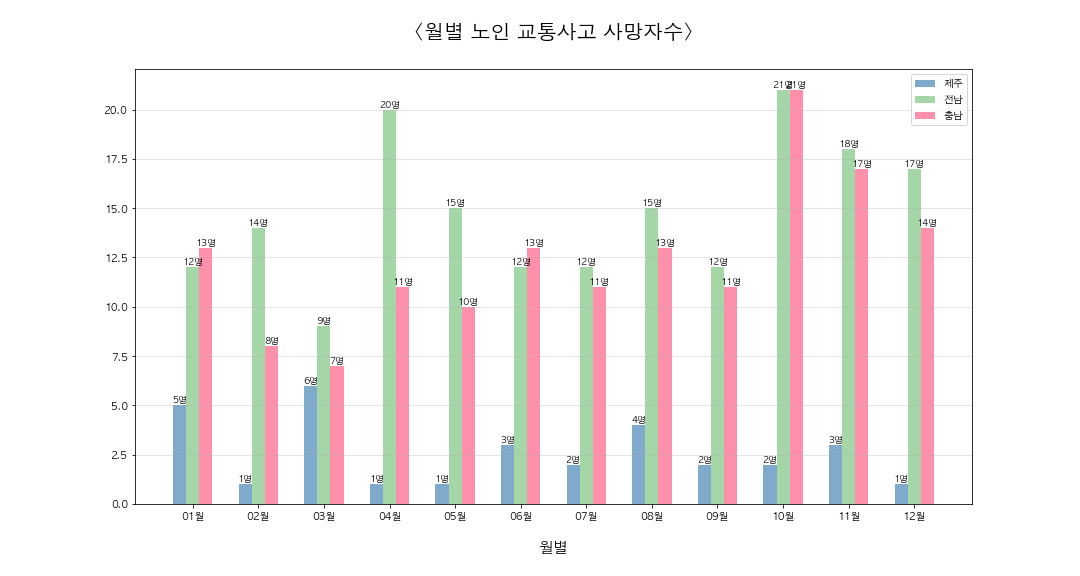 〈월별 노인 교통사고 사망자수〉
제주
전남
충남
20.0
17.5
15.0
12.5
10.0
7.5
5.0
2.5
0.0
5명 12명 13명
1명 14명 8명
6명 9명 7명
1명 20명 11명
1명 15명 10명
3명 12명 13명
2명 12명 11명
4명 15명 13명
2명 12명 11명
2명 21명 21명
3명 18명 17명
1명 17명 14명
01월 02월 03월 04월 05월 06월 07월 08월 09월 10월 11월 12월
월별